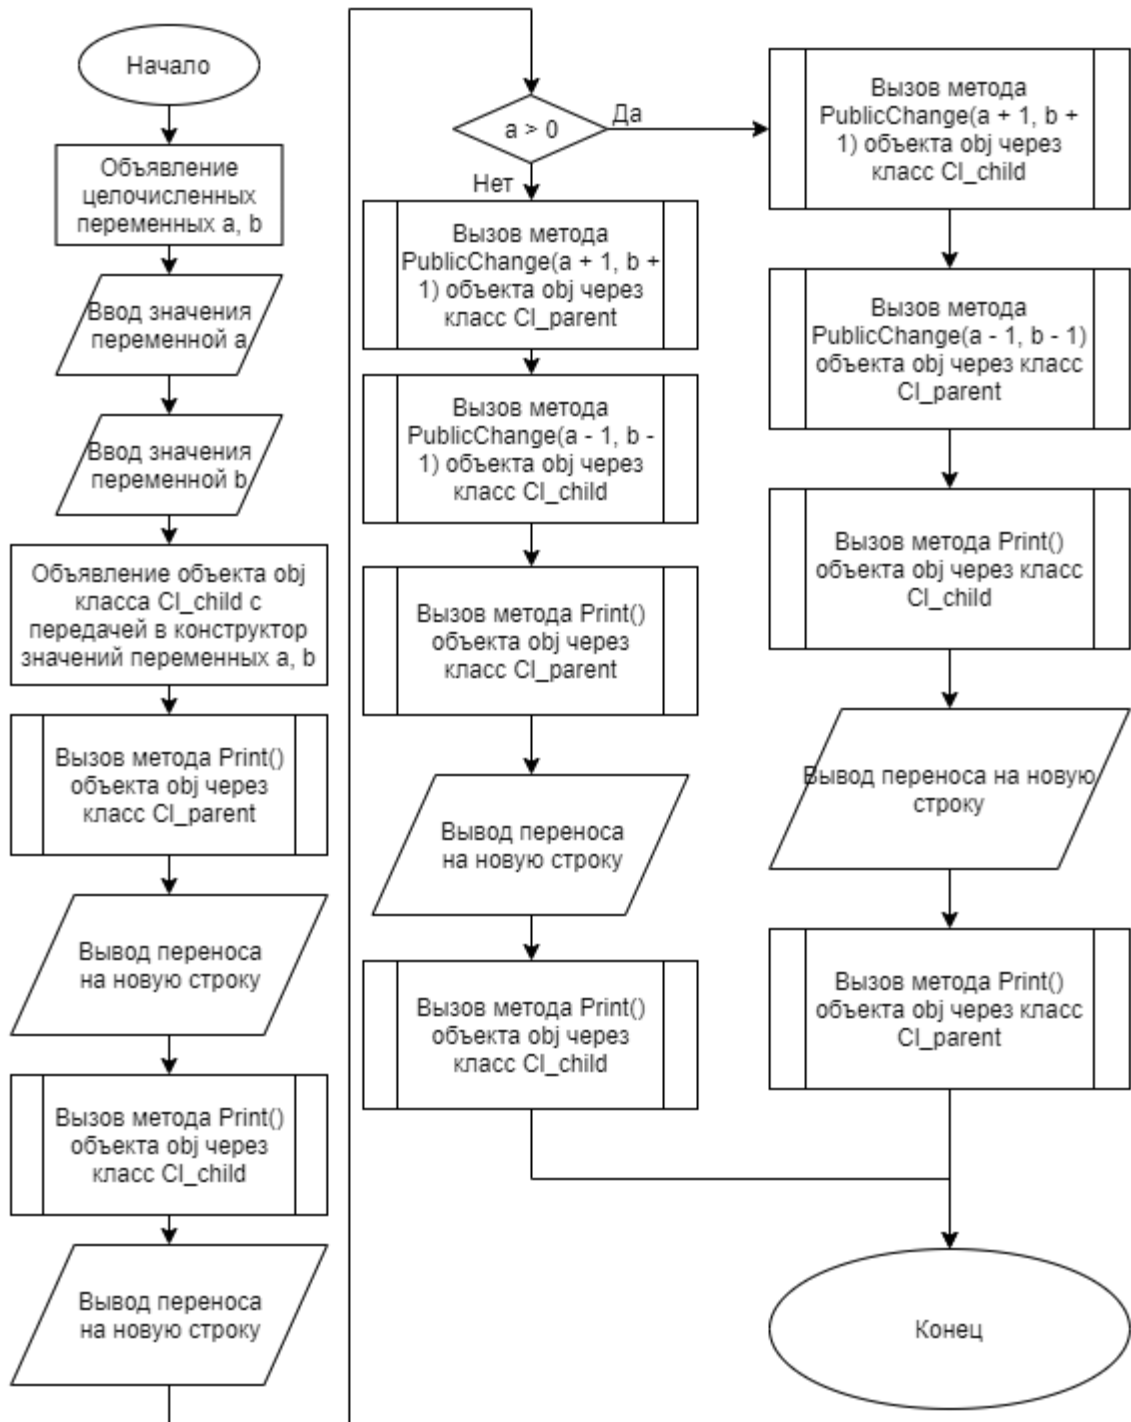 Начало
Объявление
целочисленных
переменных a, b
Ввод значения
переменной a
Ввод значения
переменной b
Объявление объекта obj
класса Cl_child с
передачей в конструктор
значений переменных a, b
Вызов метода Print()
объекта obj через
класс Cl_parent
Вывод переноса
на новую строку
Вызов метода Print()
объекта obj через
класс Cl_child
Вывод переноса
на новую строку
a > 0
Да
Нет
Вызов метода
PublicChange(a + 1, b +
1) объекта obj через
класс Cl_parent
Вызов метода
PublicChange(a - 1, b -
1) объекта obj через
класс Cl_child
Вызов метода Print()
объекта obj через
класс Cl_parent
Вывод переноса
на новую строку
Вызов метода Print()
объекта obj через
класс Cl_child
Вызов метода
PublicChange(a + 1, b +
1) объекта obj через
класс Cl_child
Вызов метода
PublicChange(a - 1, b - 1)
объекта obj через класс
Cl_parent
Вызов метода Print()
объекта obj через класс
Cl_child
Вывод переноса на новую
строку
Вызов метода Print()
объекта obj через класс
Cl_parent
Конец